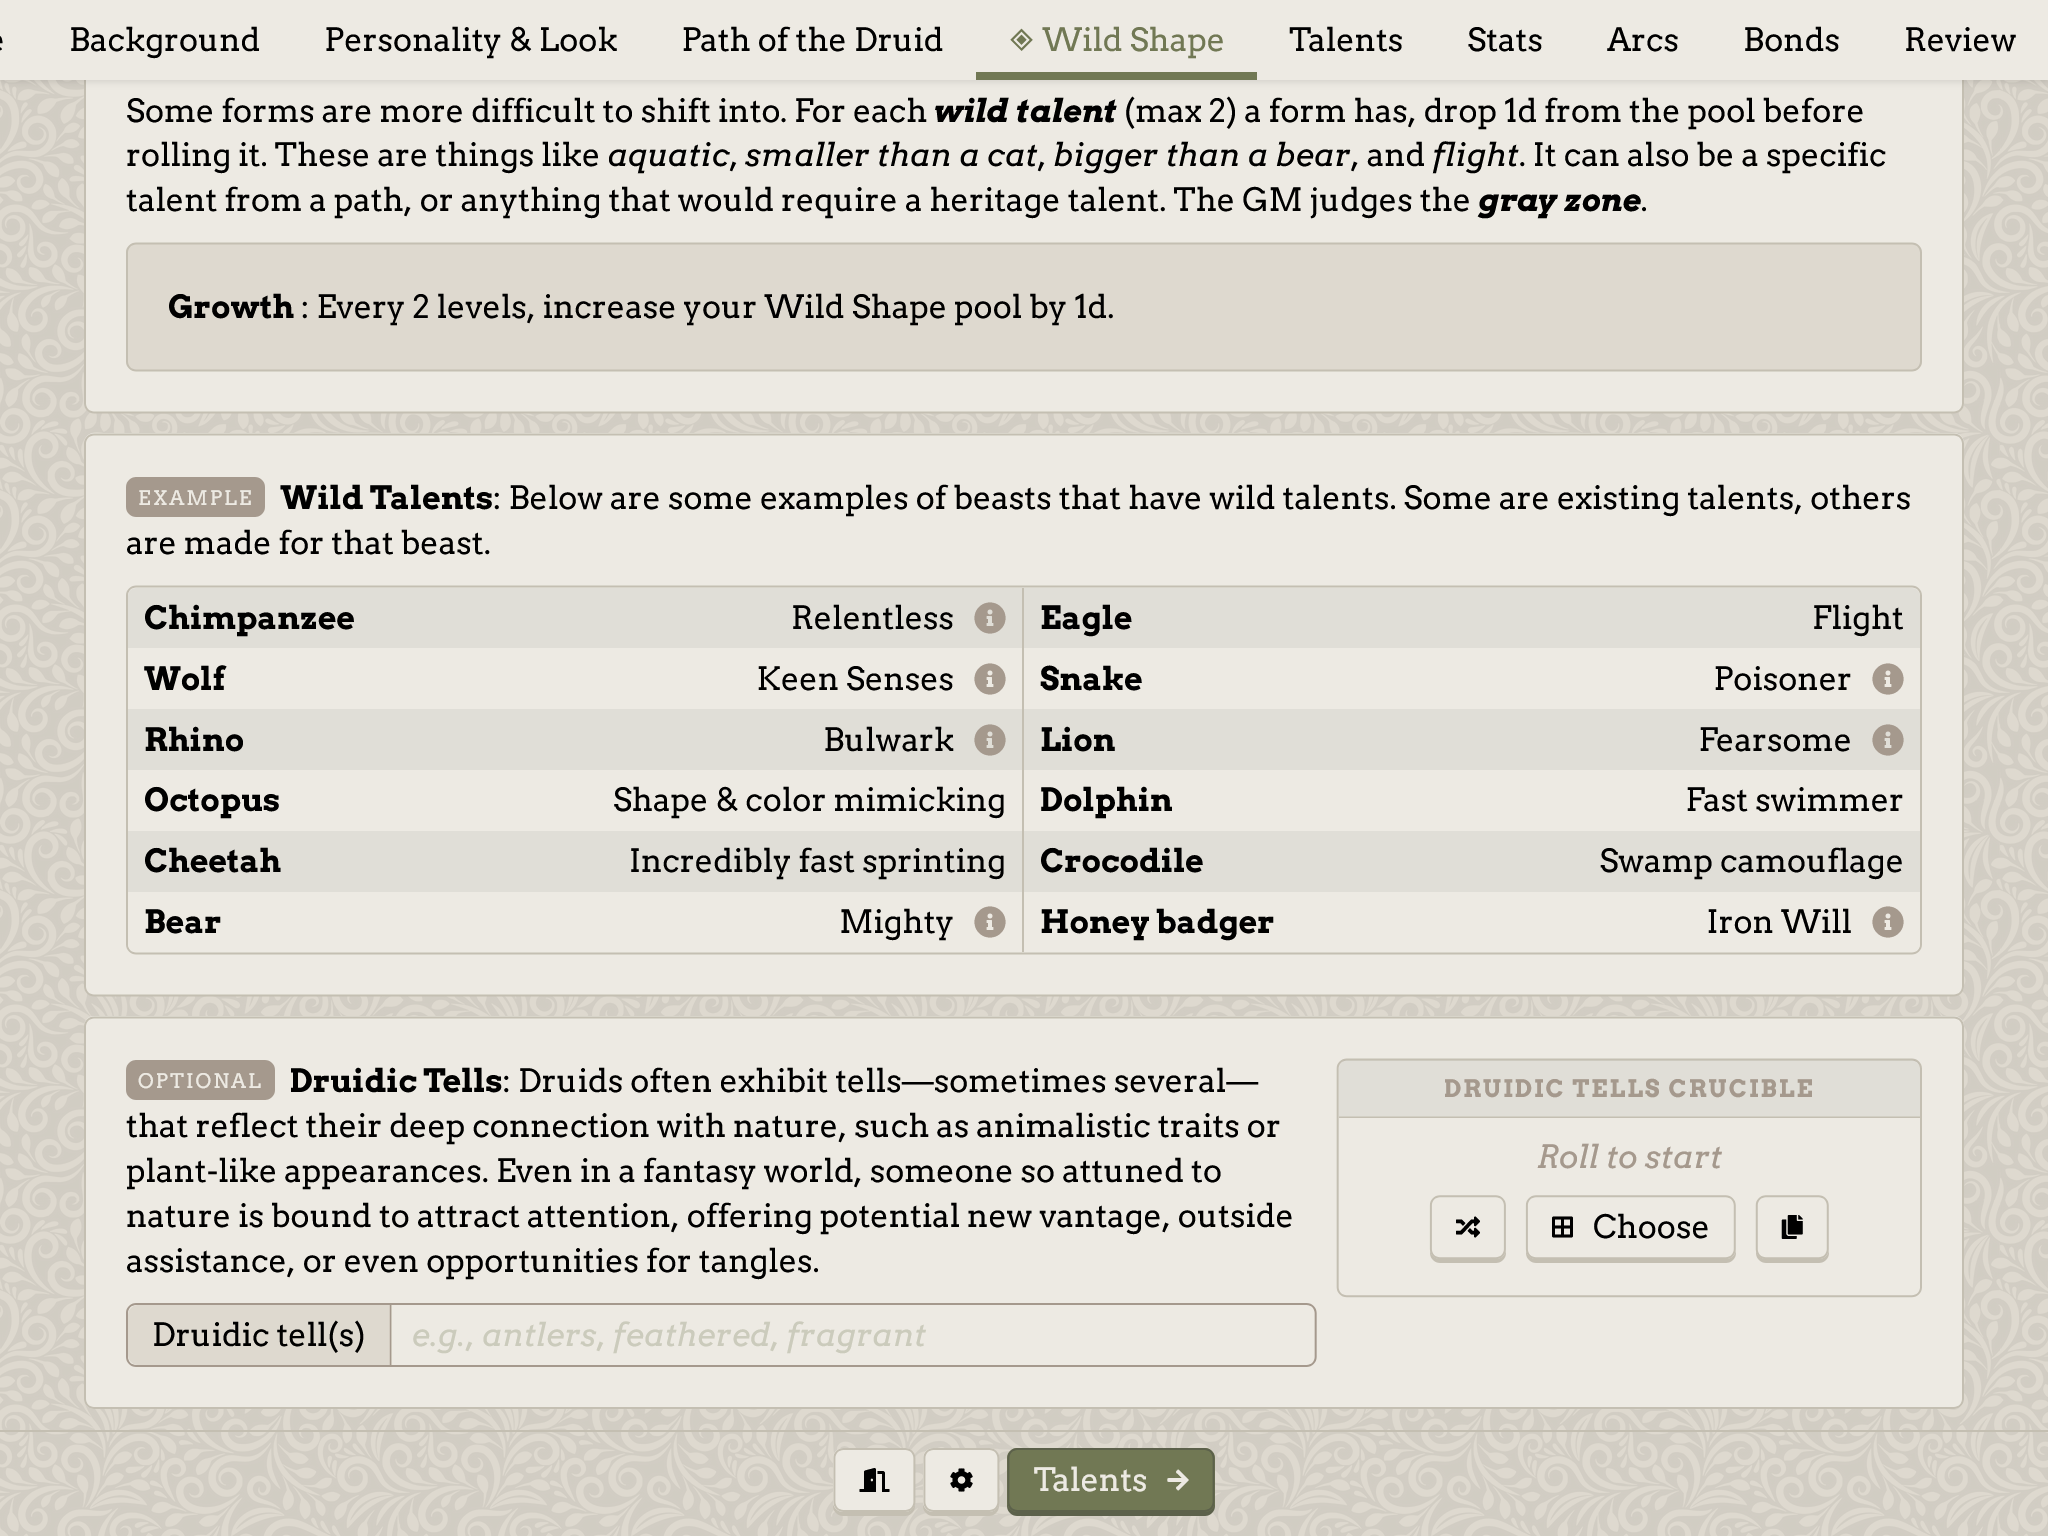 Background Personality & Look Path of the Druid Wild Shape Talents Stats Arcs Bonds Review
Some forms are more difficult to shift into. For each wild talent (max 2) a form has, drop 1d from the pool before
rolling it. These are things like aquatic, smaller than a cat, bigger than a bear, and flight. It can also be a specific
talent from a path, or anything that would require a heritage talent. The GM judges the gray zone.
Growth : Every 2 levels, increase your Wild Shape pool by 1d.
EXAMPLE Wild Talents: Below are some examples of beasts that have wild talents. Some are existing talents, others
are made for that beast.
Chimpanzee Relentless Eagle Flight
Wolf Keen Senses Snake Poisoner
Rhino Bulwark Lion Fearsome
Octopus Shape & color mimicking Dolphin Fast swimmer
Cheetah Incredibly fast sprinting Crocodile Swamp camouflage
Bear Mighty Honey badger Iron Will
OPTIONAL Druidic Tells: Druids often exhibit tells—sometimes several—
that reflect their deep connection with nature, such as animalistic traits or
plant-like appearances. Even in a fantasy world, someone so attuned to
nature is bound to attract attention, offering potential new vantage, outside
assistance, or even opportunities for tangles.
Druidic tell(s) e.g., antlers, feathered, fragrant
DRUIDIC TELLS CRUCIBLE
Roll to start
Choose
Talents →